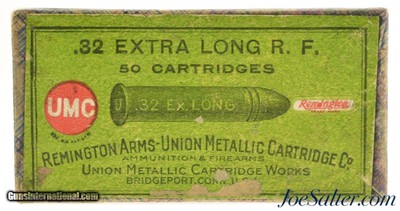 .32 EXTRA LONG R. F.
50 CARTRIDGES
UMC
U .32 EX. LONG
Remington
REMINGTON ARMS-UNION METALLIC CARTRIDGE CO.
AMMUNITION & FIREARMS
UNION METALLIC CARTRIDGE WORKS
BRIDGEPORT, CONN. U.S.A.
GunsInternational.com
JoeSalter.com